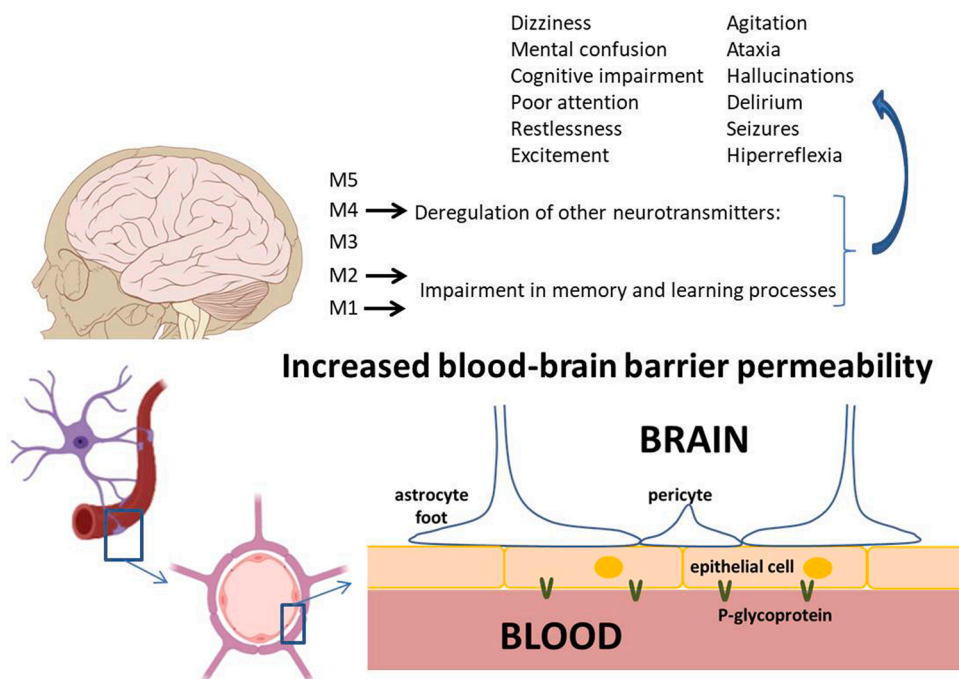 Dizziness
Mental confusion
Cognitive impairment
Poor attention
Restlessness
Excitement
Agitation
Ataxia
Hallucinations
Delirium
Seizures
Hiperreflexia
M5
M4
Deregulation of other neurotransmitters:
M3
M2
Impairment in memory and learning processes
M1
Increased blood-brain barrier permeability
BRAIN
astrocyte
foot
pericyte
epithelial cell
P-glycoprotein
BLOOD